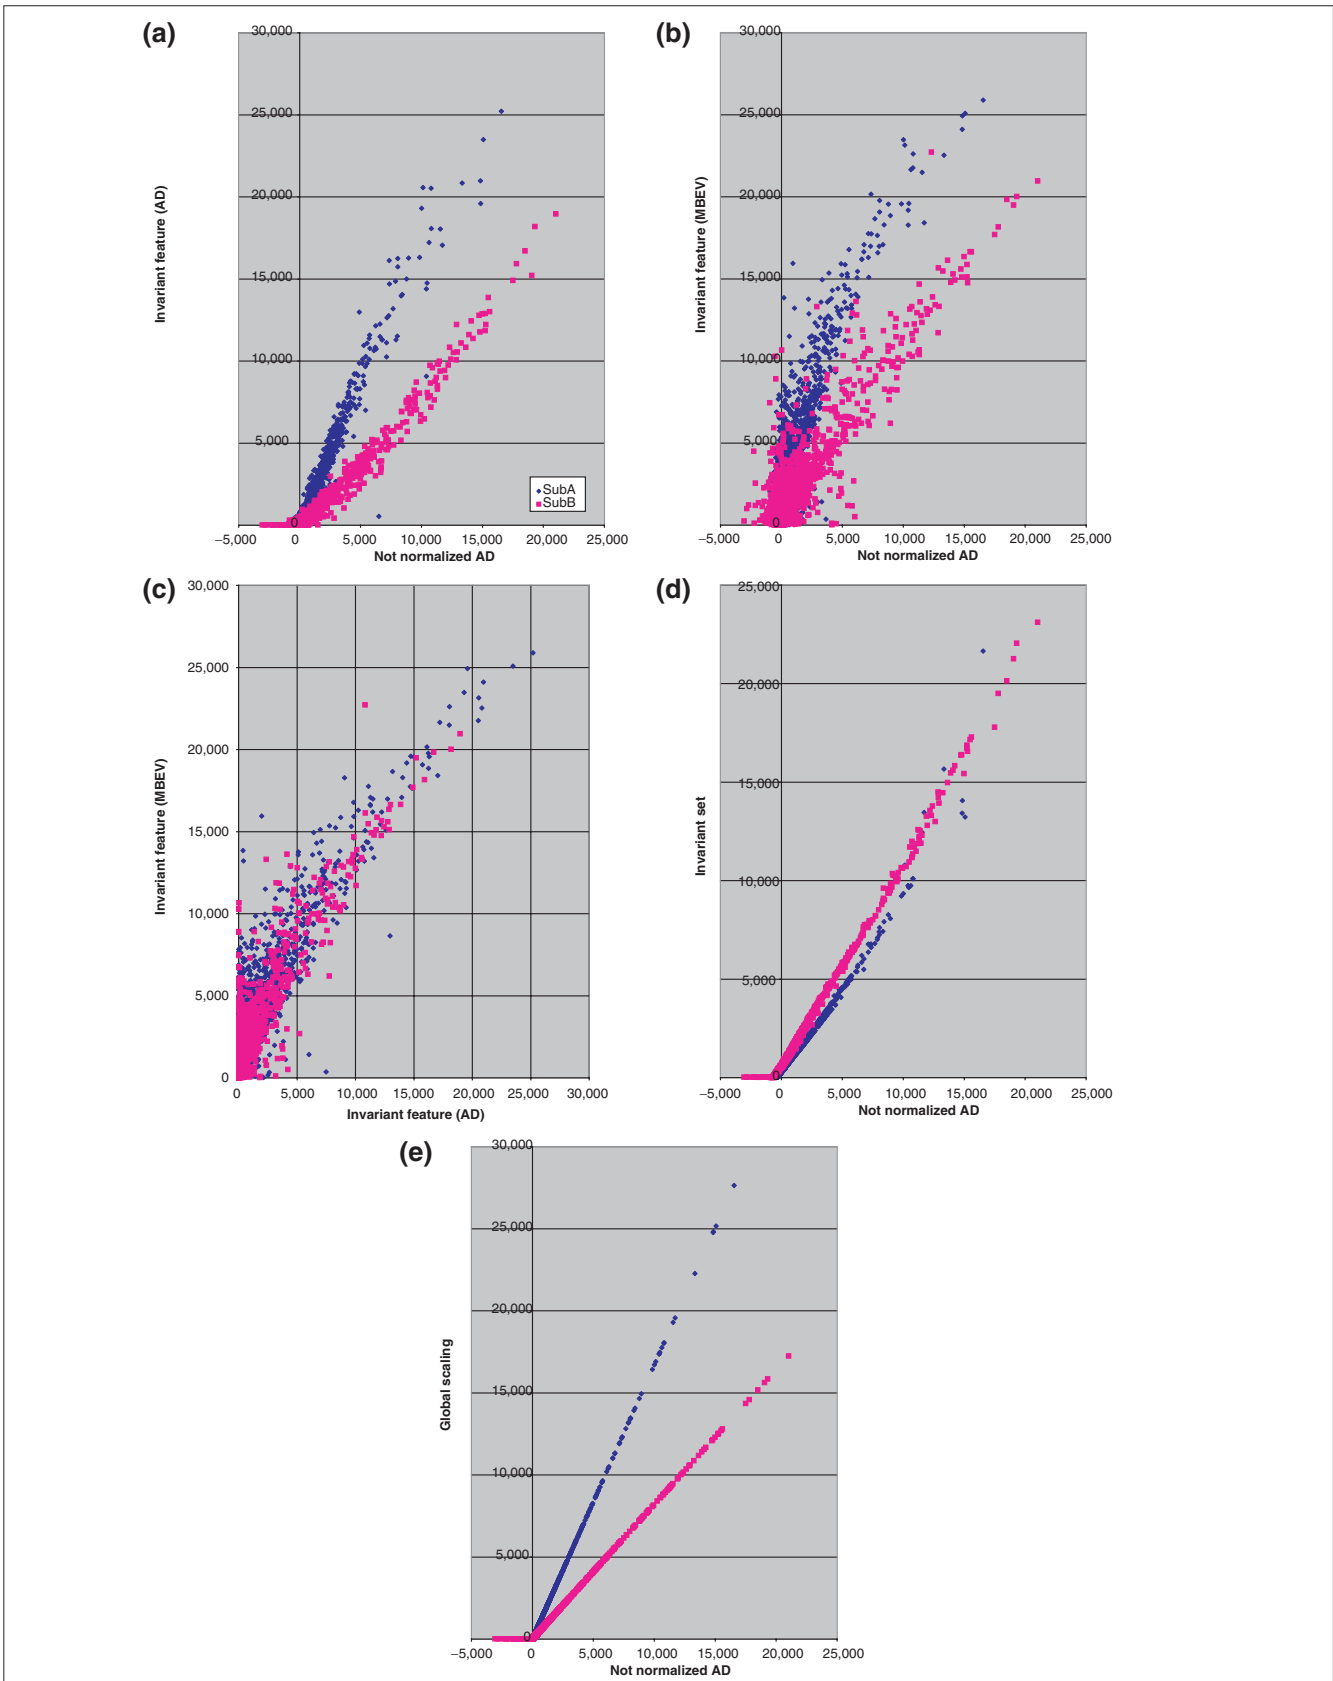 (a)
30,000
25,000
20,000
15,000
10,000
5,000
0
Invariant feature (AD)
SubA
SubB
–5,000 0 5,000 10,000 15,000 20,000 25,000
Not normalized AD
(b)
30,000
25,000
20,000
15,000
10,000
5,000
0
Invariant feature (MBEV)
–5,000 0 5,000 10,000 15,000 20,000 25,000
Not normalized AD
(c)
30,000
25,000
20,000
15,000
10,000
5,000
0
Invariant feature (MBEV)
0 5,000 10,000 15,000 20,000 25,000 30,000
Invariant feature (AD)
(d)
25,000
20,000
15,000
10,000
5,000
0
Invariant set
–5,000 0 5,000 10,000 15,000 20,000 25,000
Not normalized AD
(e)
30,000
25,000
20,000
15,000
10,000
5,000
0
Global scaling
–5,000 0 5,000 10,000 15,000 20,000 25,000
Not normalized AD